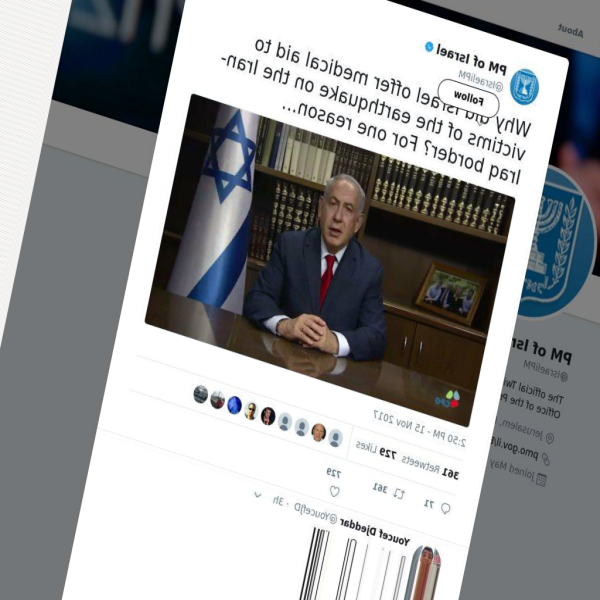 About
PM of Israel
@IsraeliPM
Follow
Why did Israel offer medical aid to
victims of the earthquake on the Iran-
Iraq border? For one reason...
GPO
2:50 PM - 15 Nov 2017
361 Retweets 729 Likes
71 361 729
Youcef Djeddar @YoucefjD · 3h
PM of Isr
@IsraeliPM
The official Twi
Office of the P
Jerusalem,
pmo.gov.il/
Joined May